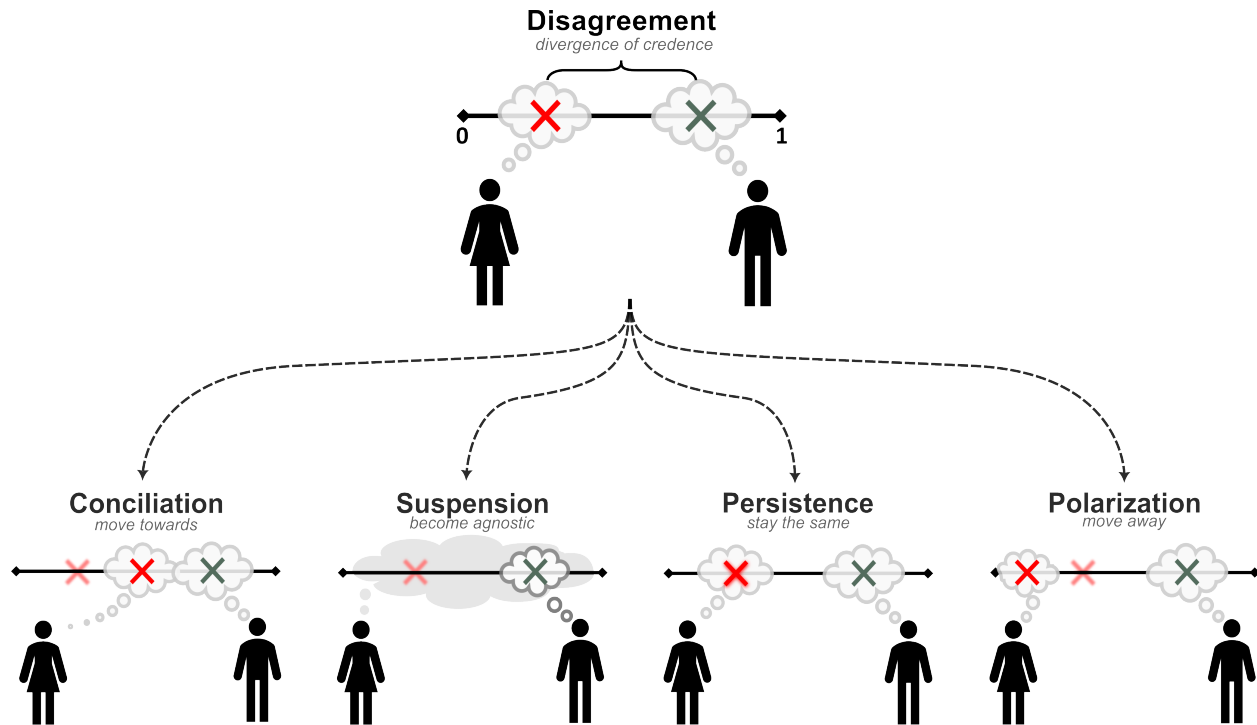 Disagreement
divergence of credence
0
1
Conciliation
move towards
Suspension
become agnostic
Persistence
stay the same
Polarization
move away